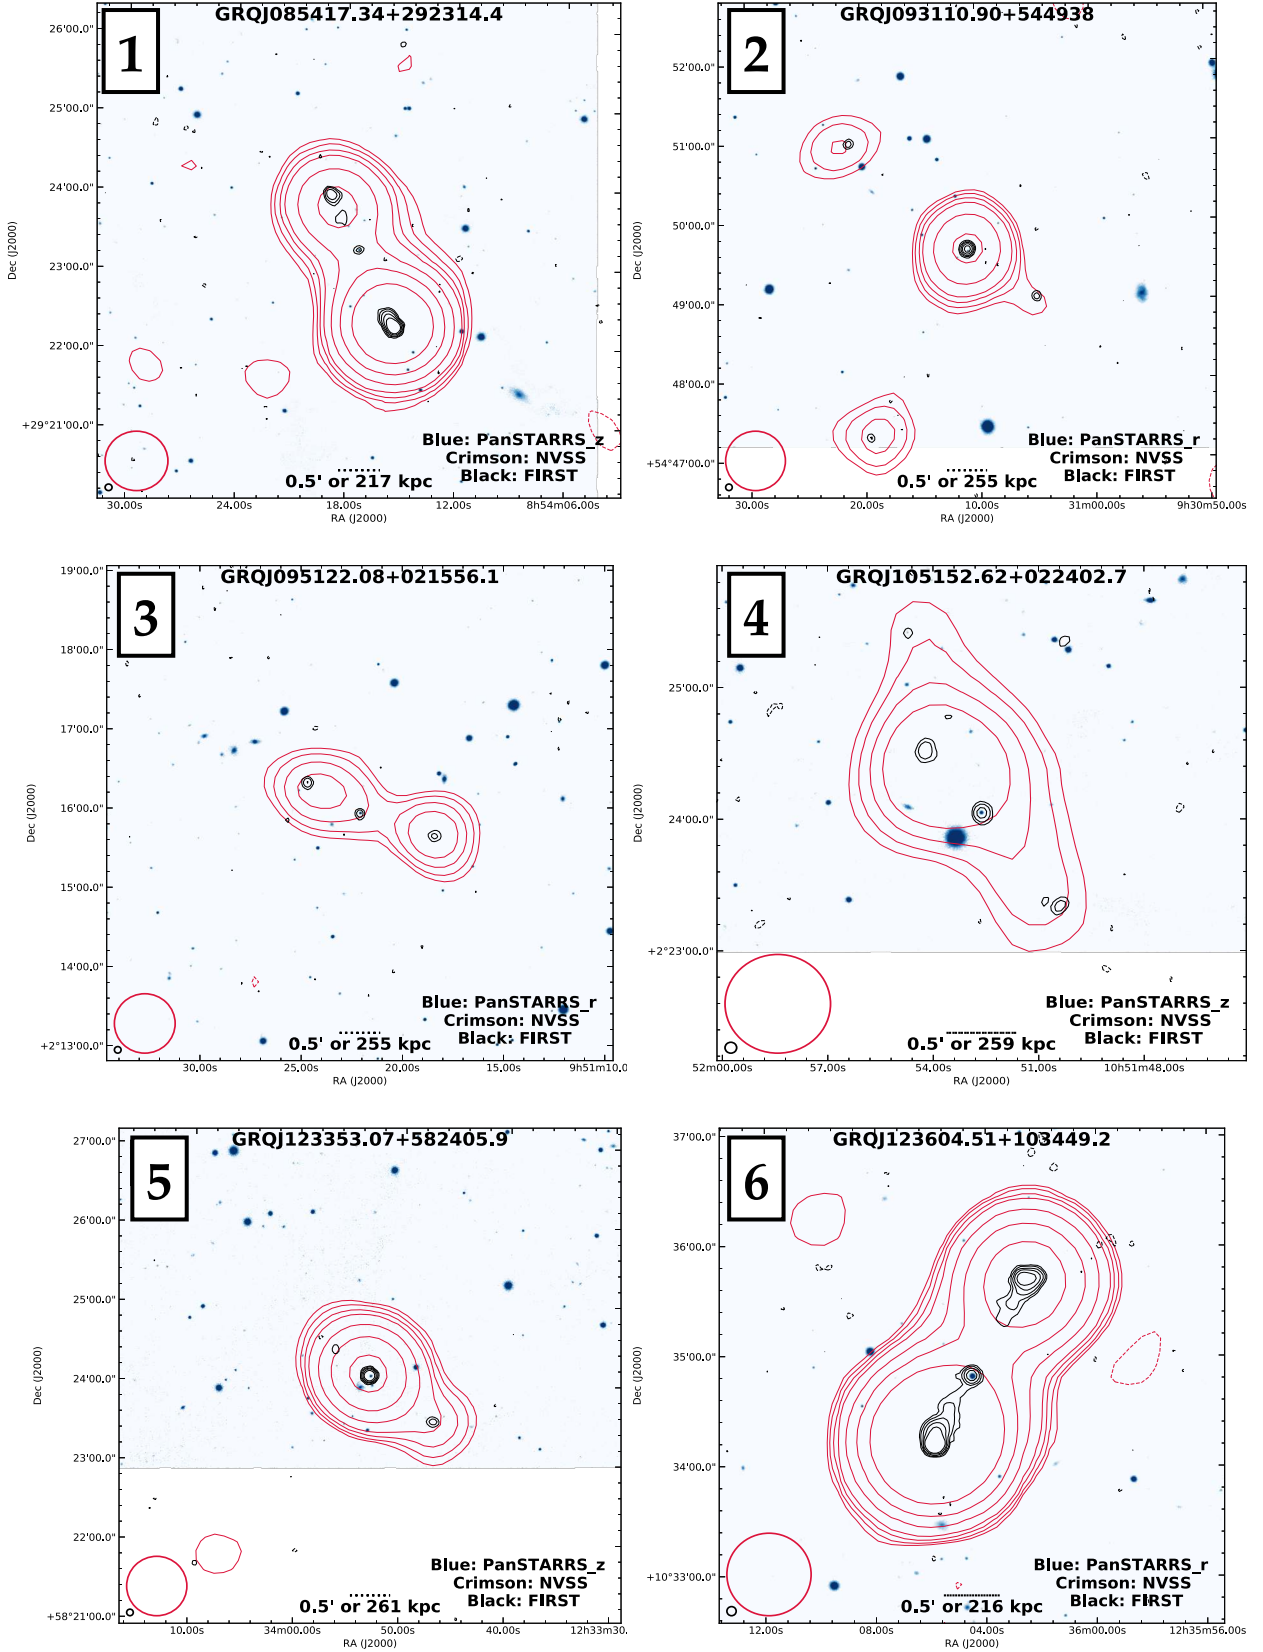 GRQJ085417.34+292314.4
1
26'00.0"
25'00.0"
24'00.0"
23'00.0"
22'00.0"
+29°21'00.0"
Dec (J2000)
Blue: PanSTARRS_z
Crimson: NVSS
Black: FIRST
0.5' or 217 kpc
30.00s
24.00s
18.00s
12.00s
8h54m06.00s
RA (J2000)
GRQJ093110.90+544938
2
52'00.0"
51'00.0"
50'00.0"
49'00.0"
48'00.0"
+54°47'00.0"
Dec (J2000)
Blue: PanSTARRS_r
Crimson: NVSS
Black: FIRST
0.5' or 255 kpc
30.00s
20.00s
10.00s
31m00.00s
9h30m50.00s
RA (J2000)
GRQJ095122.08+021556.1
3
19'00.0"
18'00.0"
17'00.0"
16'00.0"
15'00.0"
14'00.0"
+2°13'00.0"
Dec (J2000)
Blue: PanSTARRS_r
Crimson: NVSS
Black: FIRST
0.5' or 255 kpc
30.00s
25.00s
20.00s
15.00s
9h51m10.0
RA (J2000)
GRQJ105152.62+022402.7
4
25'00.0"
24'00.0"
+2°23'00.0"
Dec (J2000)
Blue: PanSTARRS_z
Crimson: NVSS
Black: FIRST
0.5' or 259 kpc
52m00.00s
57.00s
54.00s
51.00s
10h51m48.00s
RA (J2000)
GRQJ123353.07+582405.9
5
27'00.0"
26'00.0"
25'00.0"
24'00.0"
23'00.0"
22'00.0"
+58°21'00.0"
Dec (J2000)
Blue: PanSTARRS_z
Crimson: NVSS
Black: FIRST
0.5' or 261 kpc
10.00s
34m00.00s
50.00s
40.00s
12h33m30.
RA (J2000)
GRQJ123604.51+103449.2
6
37'00.0"
36'00.0"
35'00.0"
34'00.0"
+10°33'00.0"
Dec (J2000)
Blue: PanSTARRS_r
Crimson: NVSS
Black: FIRST
0.5' or 216 kpc
12.00s
08.00s
04.00s
36m00.00s
12h35m56.00s
RA (J2000)